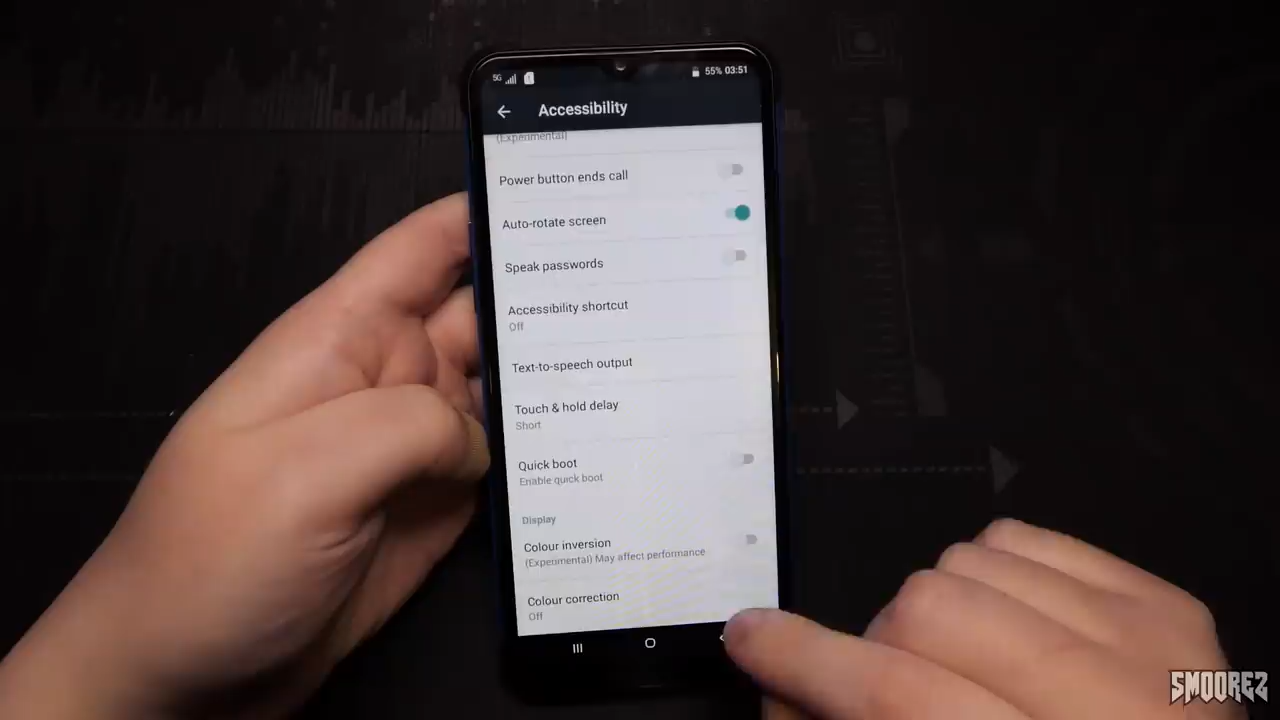 5G 55% 03:51
Accessibility
(Experimental)
Power button ends call
Auto-rotate screen
Speak passwords
Accessibility shortcut
Off
Text-to-speech output
Touch & hold delay
Short
Quick boot
Enable quick boot
Display
Colour inversion
(Experimental) May affect performance
Colour correction
Off
SMOOREZ